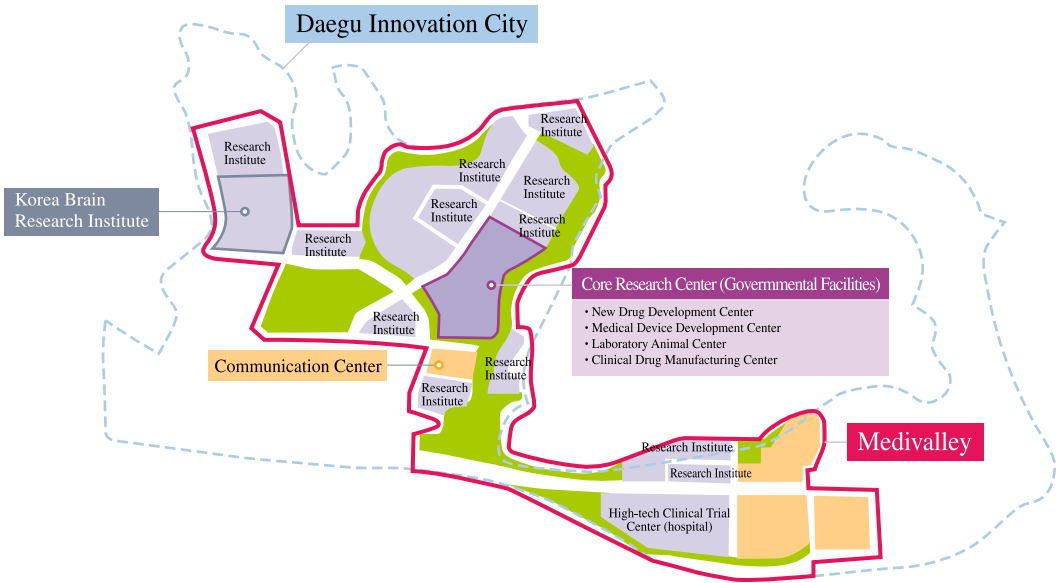 Daegu Innovation City
Research
Institute
Research
Institute
Research
Institute
Research
Institute
Korea Brain
Research Institute
Research
Institute
Research
Institute
Research
Institute
Core Research Center (Governmental Facilities)
· New Drug Development Center
· Medical Device Development Center
· Laboratory Animal Center
· Clinical Drug Manufacturing Center
Research
Institute
Communication Center
Research
Institute
Research
Institute
Medivalley
Research Institute
Research Institute
High-tech Clinical Trial
Center (hospital)